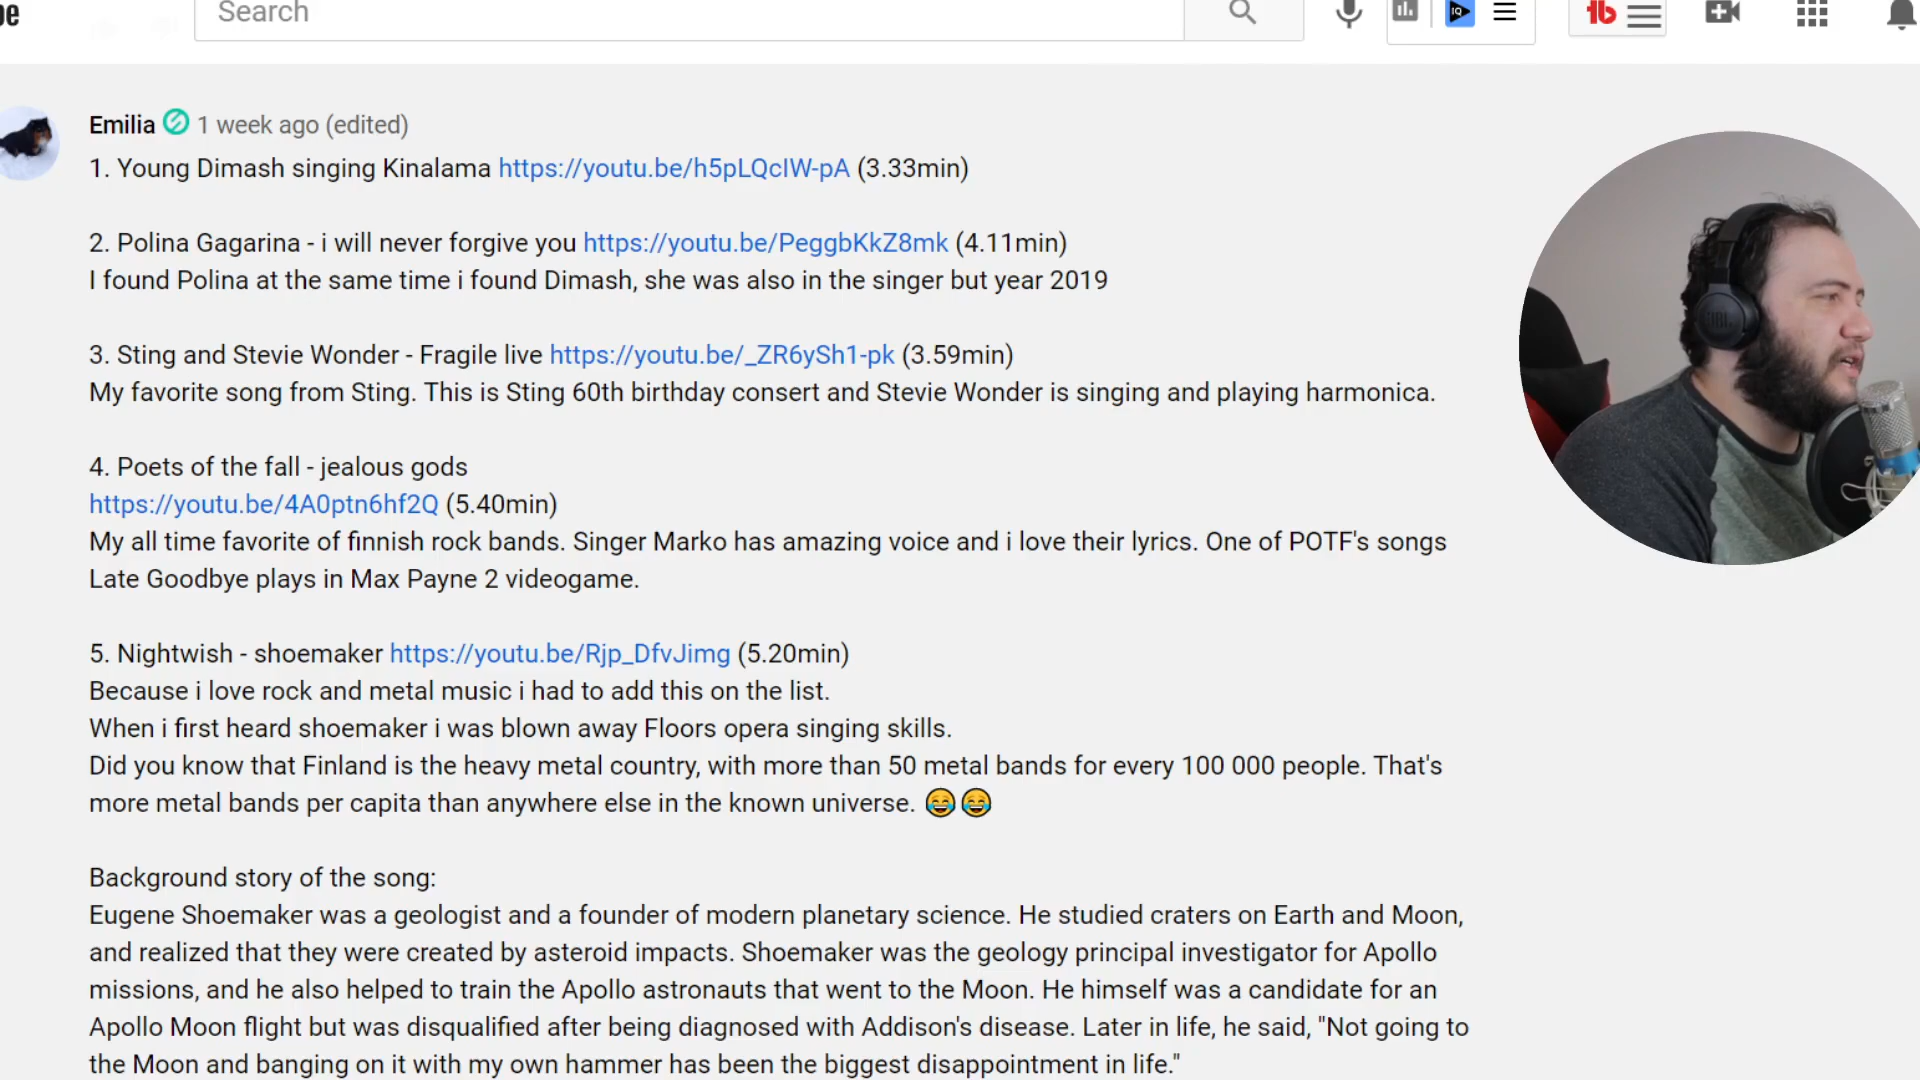 be
Search
IQ
tb
Emilia 1 week ago (edited)
1. Young Dimash singing Kinalama https://youtu.be/h5pLQcIW-pA (3.33min)
2. Polina Gagarina - i will never forgive you https://youtu.be/PeggbKkZ8mk (4.11min)
I found Polina at the same time i found Dimash, she was also in the singer but year 2019
3. Sting and Stevie Wonder - Fragile live https://youtu.be/_ZR6ySh1-pk (3.59min)
My favorite song from Sting. This is Sting 60th birthday consert and Stevie Wonder is singing and playing harmonica.
4. Poets of the fall - jealous gods
https://youtu.be/4A0ptn6hf2Q (5.40min)
My all time favorite of finnish rock bands. Singer Marko has amazing voice and i love their lyrics. One of POTF's songs
Late Goodbye plays in Max Payne 2 videogame.
5. Nightwish - shoemaker https://youtu.be/Rjp_DfvJimg (5.20min)
Because i love rock and metal music i had to add this on the list.
When i first heard shoemaker i was blown away Floors opera singing skills.
Did you know that Finland is the heavy metal country, with more than 50 metal bands for every 100 000 people. That's
more metal bands per capita than anywhere else in the known universe. 😂😂
Background story of the song:
Eugene Shoemaker was a geologist and a founder of modern planetary science. He studied craters on Earth and Moon,
and realized that they were created by asteroid impacts. Shoemaker was the geology principal investigator for Apollo
missions, and he also helped to train the Apollo astronauts that went to the Moon. He himself was a candidate for an
Apollo Moon flight but was disqualified after being diagnosed with Addison's disease. Later in life, he said, "Not going to
the Moon and banging on it with my own hammer has been the biggest disappointment in life."
JBL